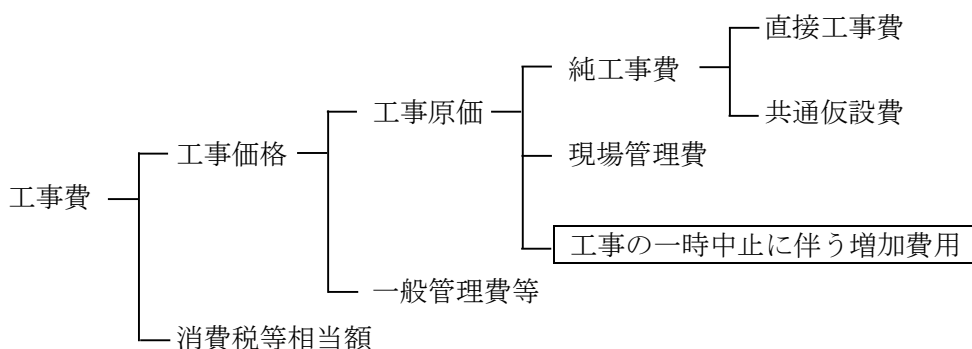 直接工事費
純工事費
共通仮設費
工事原価
現場管理費
工事価格
工事費
工事の一時中止に伴う増加費用
一般管理費等
消費税等相当額